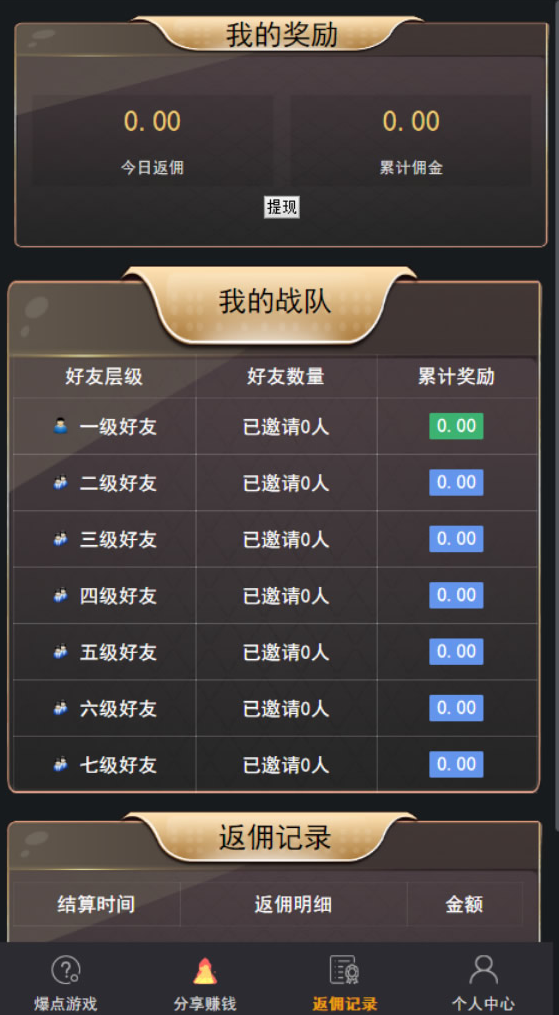 我的奖励
0.00 0.00
今日返佣 累计佣金
提现
我的战队
好友层级 好友数量 累计奖励
一级好友 已邀请0人 0.00
二级好友 已邀请0人 0.00
三级好友 已邀请0人 0.00
四级好友 已邀请0人 0.00
五级好友 已邀请0人 0.00
六级好友 已邀请0人 0.00
七级好友 已邀请0人 0.00
返佣记录
结算时间 返佣明细 金额
爆点游戏 分享赚钱 返佣记录 个人中心